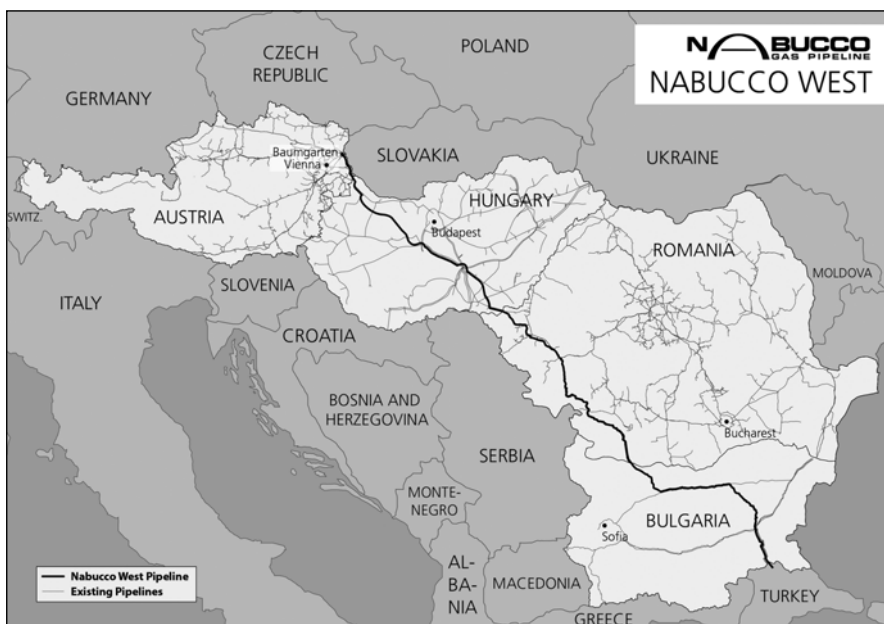 NABUCCO
GAS PIPELINE
NABUCCO WEST
POLAND
CZECH
REPUBLIC
GERMANY
Baumgarten
Vienna
SLOVAKIA
UKRAINE
HUNGARY
SWITZ.
AUSTRIA
Budapest
ROMANIA
MOLDOVA
SLOVENIA
ITALY
CROATIA
BOSNIA AND
HERZEGOVINA
Bucharest
SERBIA
MONTE-
NEGRO
BULGARIA
Sofia
AL-
BA-
NIA
MACEDONIA
TURKEY
GREECE
Nabucco West Pipeline
Existing Pipelines